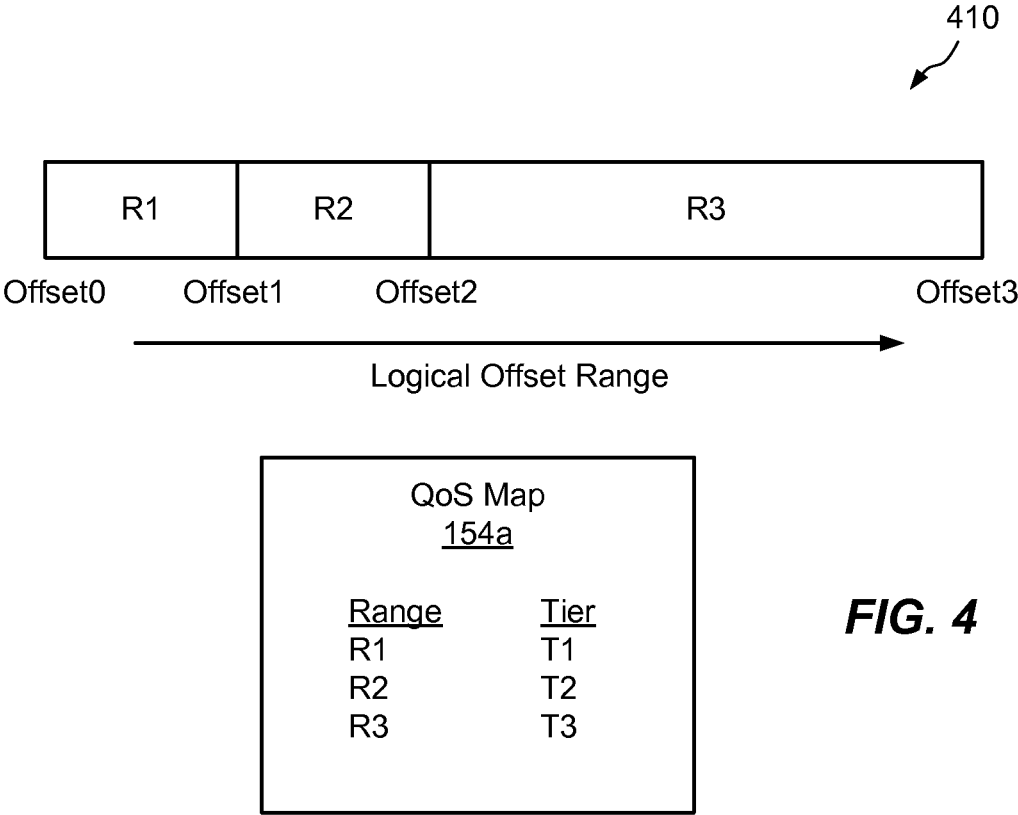 410
R1 R2 R3
Offset0 Offset1 Offset2 Offset3
Logical Offset Range
QoS Map
154a
Range Tier
R1 T1
R2 T2
R3 T3
FIG. 4